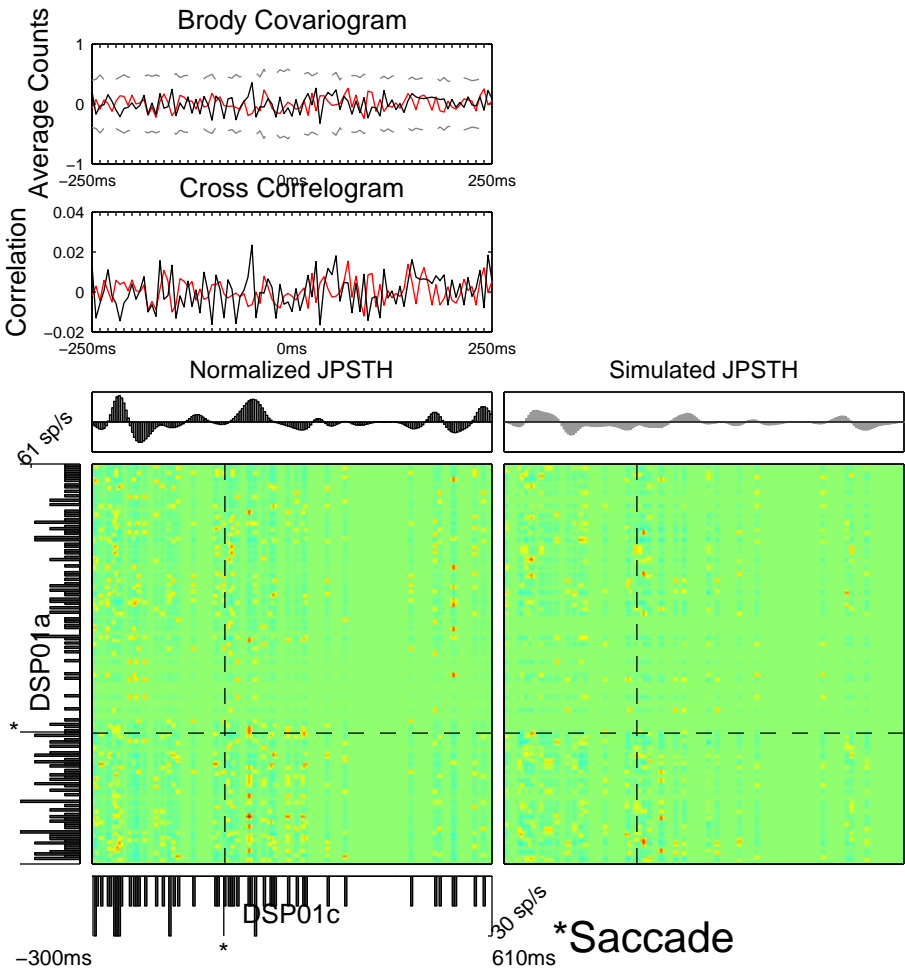 Brody Covariogram
Average Counts
1
0
−1
−250ms
0ms
250ms
Cross Correlogram
Correlation
0.04
0.02
0
−0.02
−250ms
0ms
250ms
Normalized JPSTH
Simulated JPSTH
61 sp/s
DSP01a
*
DSP01c
30 sp/s
*
*Saccade
−300ms
610ms